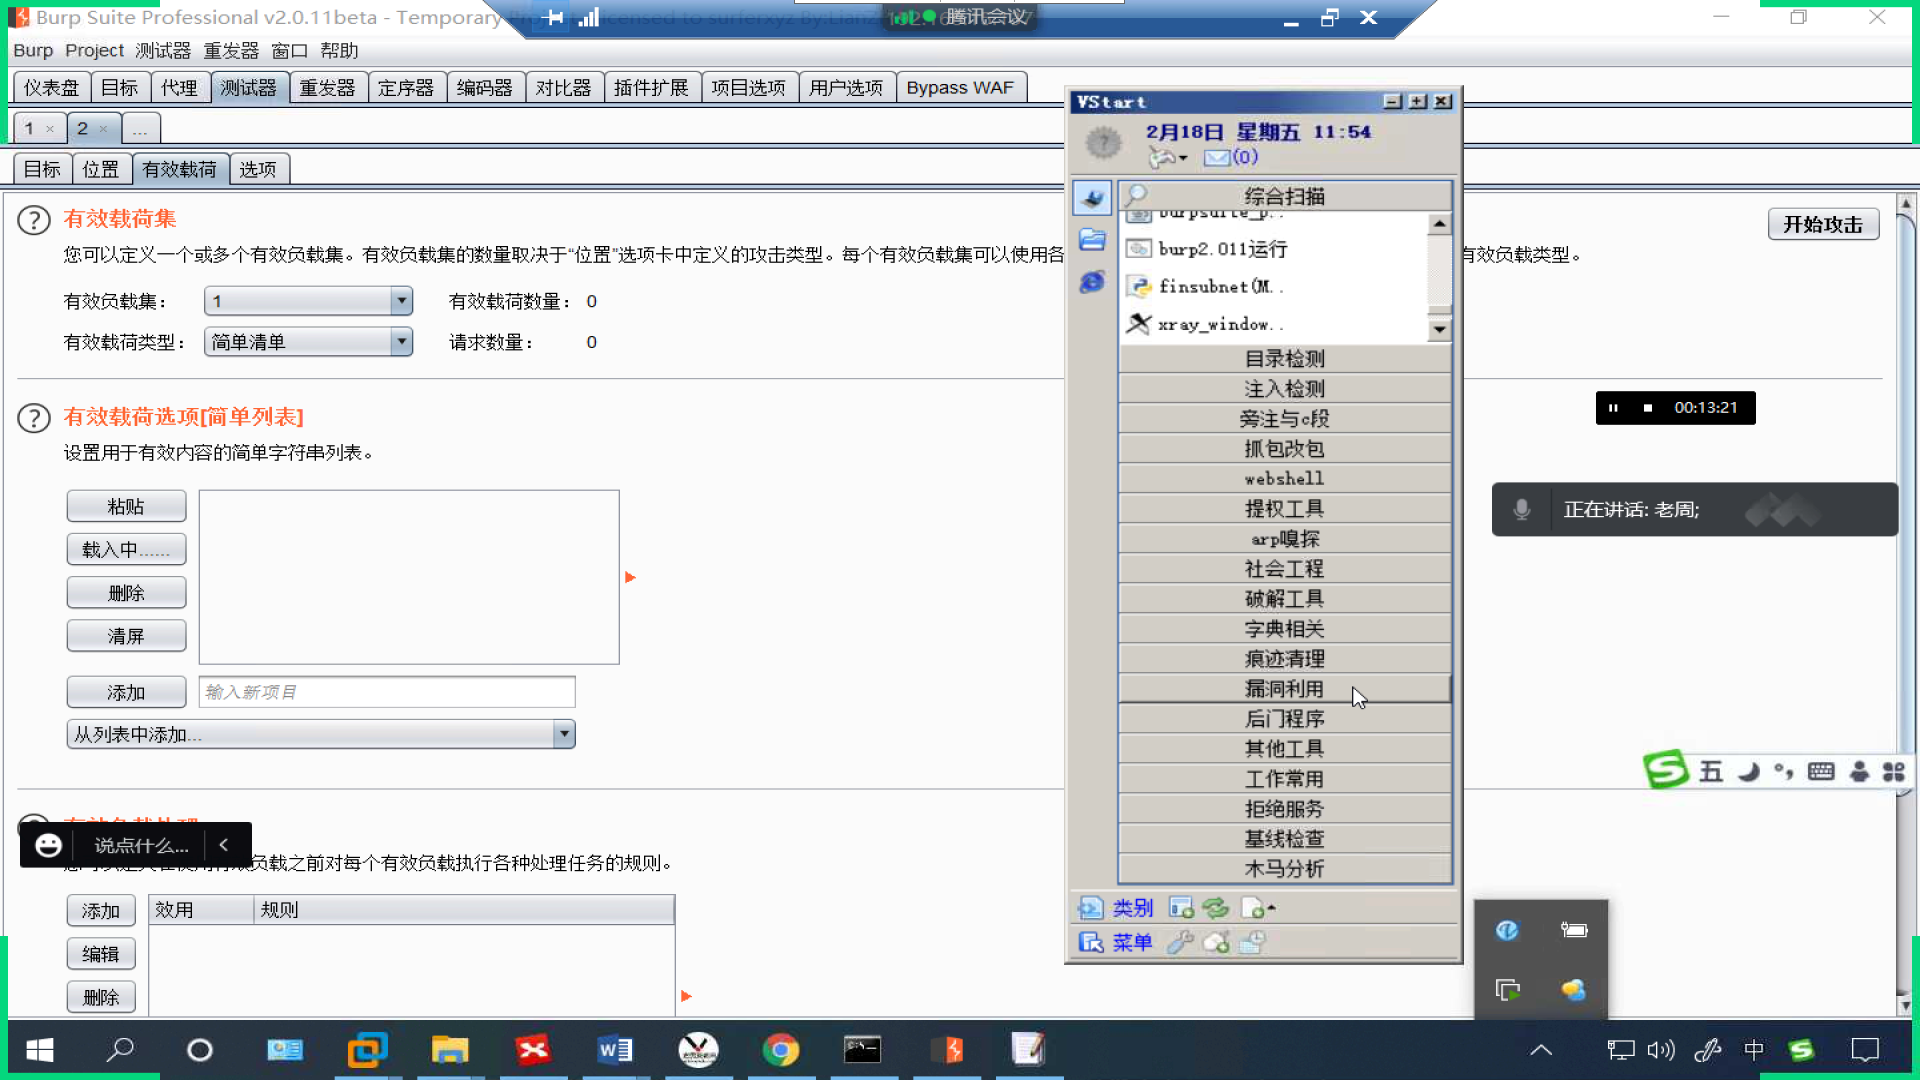 Burp Suite Professional v2.0.11beta - Temporary
licensed to surferxyz By:LianZ
腾讯会议
Burp Project 测试器 重发器 窗口 帮助
仪表盘 目标 代理 测试器 重发器 定序器 编码器 对比器 插件扩展 项目选项 用户选项 Bypass WAF
1 × 2 × ...
目标 位置 有效载荷 选项
有效载荷集
开始攻击
您可以定义一个或多个有效负载集。有效负载集的数量取决于“位置”选项卡中定义的攻击类型。每个有效负载集可以使用各
有效负载类型。
有效负载集： 1 有效载荷数量： 0
有效载荷类型： 简单清单 请求数量： 0
有效载荷选项[简单列表]
设置用于有效内容的简单字符串列表。
粘贴
载入中......
删除
清屏
添加 输入新项目
从列表中添加...
说点什么...
负载之前对每个有效负载执行各种处理任务的规则。
添加 效用 规则
编辑
删除
VStart
2月18日 星期五 11:54
(0)
综合扫描
burpsuite_p..
burp2.011运行
finsubnet(M..
xray_window..
目录检测
注入检测
旁注与c段
抓包改包
webshell
提权工具
arp嗅探
社会工程
破解工具
字典相关
痕迹清理
漏洞利用
后门程序
其他工具
工作常用
拒绝服务
基线检查
木马分析
类别
菜单
00:13:21
正在讲话: 老周;
五
中